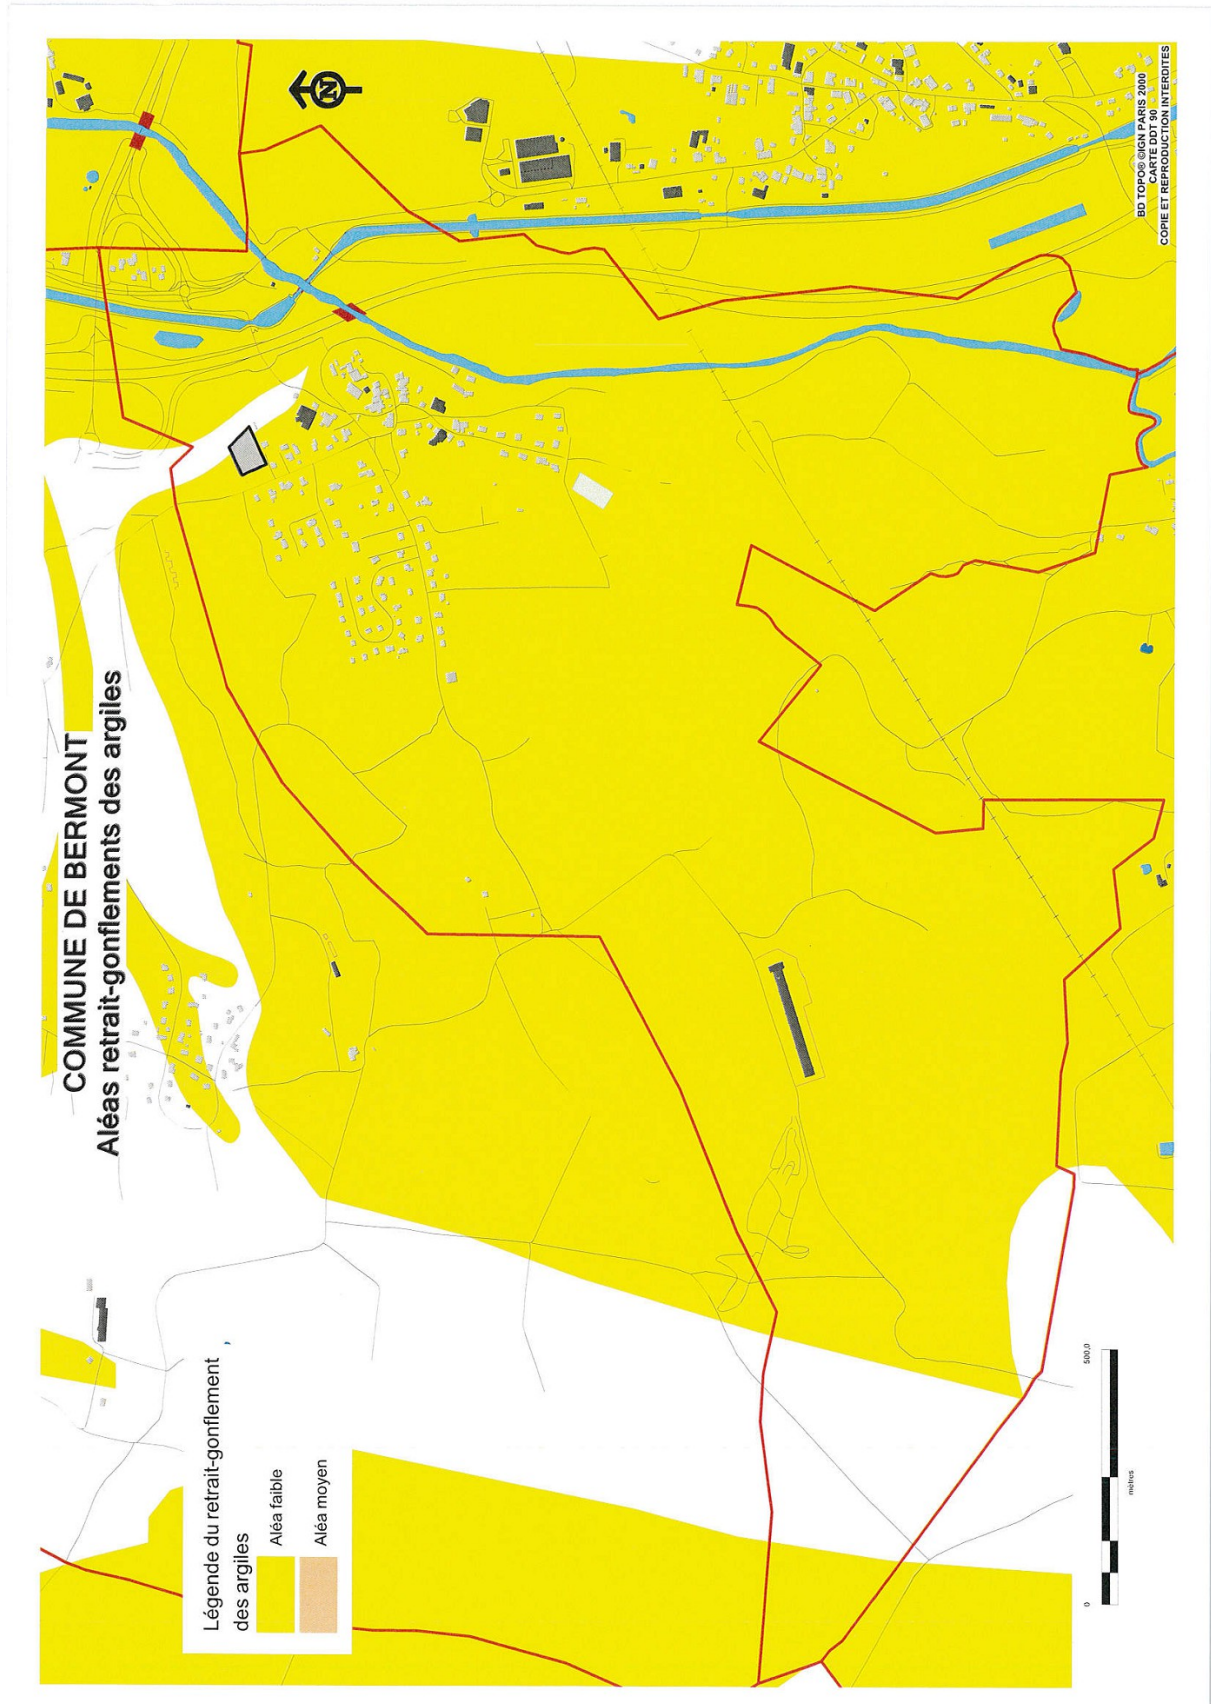 COMMUNE DE BERMONT
Aléas retrait-gonflements des argiles
N
Légende du retrait-gonflement
des argiles
Aléa faible
Aléa moyen
0
500,0
mètres
BD TOPO® ©IGN PARIS 2000
CARTE DDT 90
COPIE ET REPRODUCTION INTERDITES